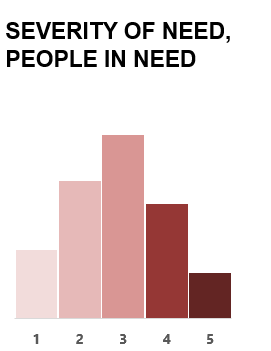 SEVERITY OF NEED,
PEOPLE IN NEED
1 2 3 4 5